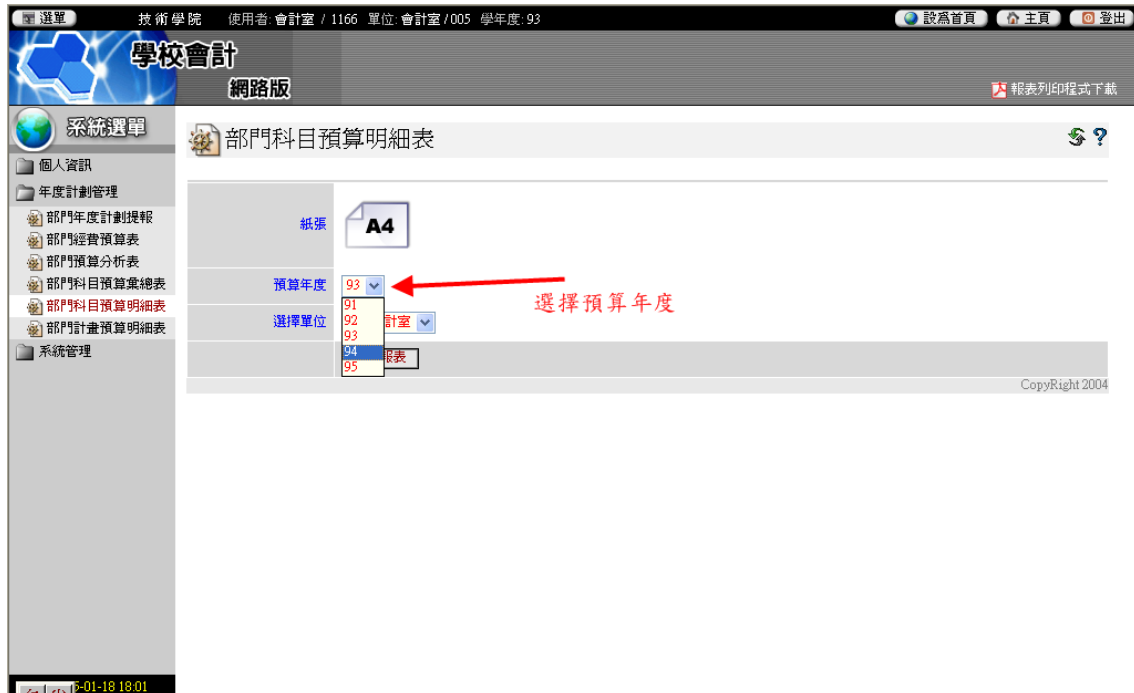 選單 技術學院 使用者: 會計室 / 1166 單位: 會計室 / 005 學年度: 93 設為首頁 主頁 登出
學校會計
網路版
報表列印程式下載
系統選單
部門科目預算明細表
個人資訊
年度計劃管理
部門年度計劃提報
部門經費預算表
部門預算分析表
部門科目預算彙總表
部門科目預算明細表
部門計畫預算明細表
系統管理
紙張 A4
預算年度 93
選擇預算年度
91
92
93
94
95
選擇單位 計室
報表
CopyRight 2004
5-01-18 18:01